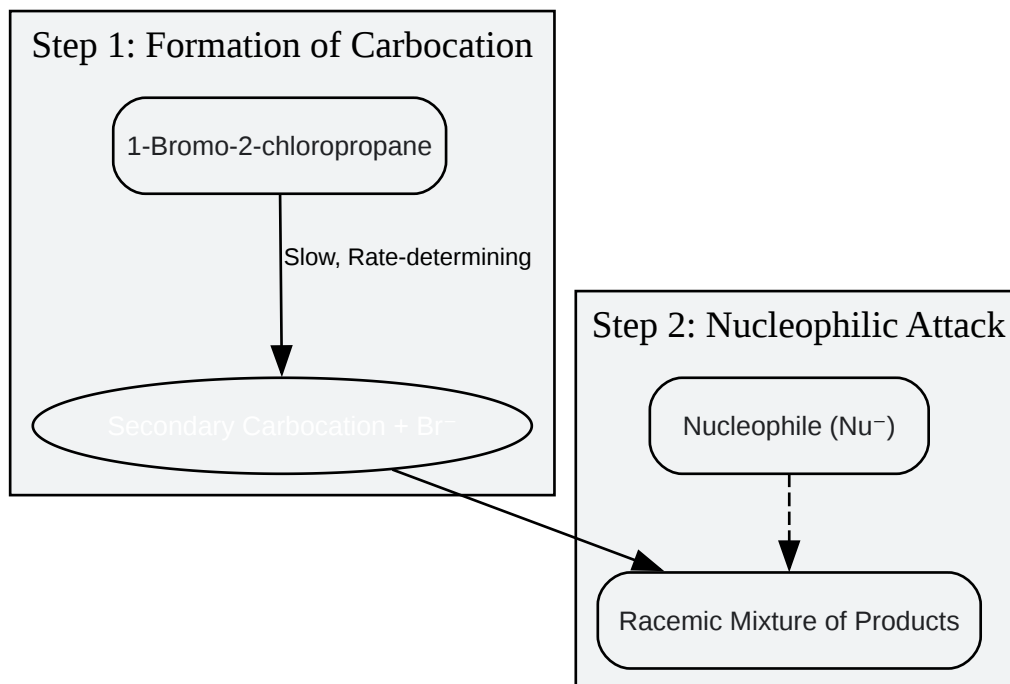 Step 1: Formation of Carbocation
1-Bromo-2-chloropropane
Slow, Rate-determining
Secondary Carbocation + Br⁻
Step 2: Nucleophilic Attack
Nucleophile (Nu⁻)
Racemic Mixture of Products